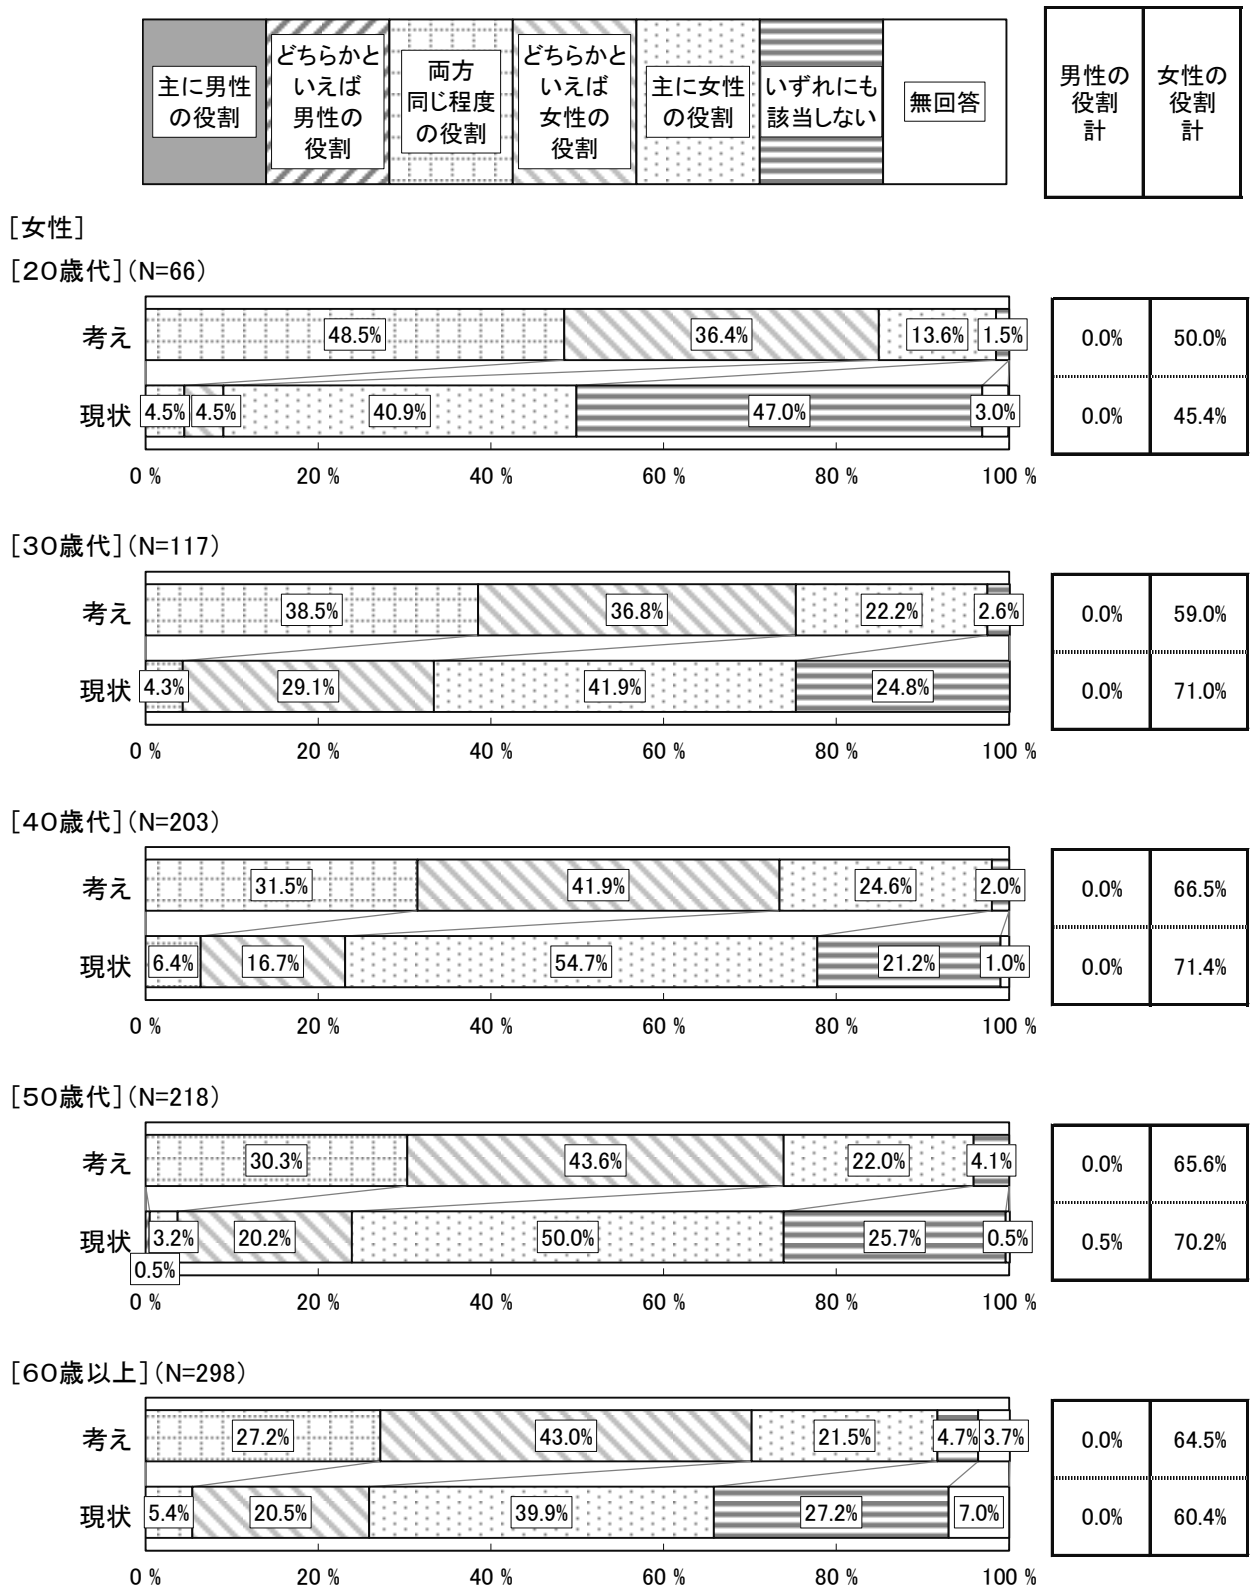 主に男性
の役割
どちらかと
いえば
男性の
役割
両方
同じ程度
の役割
どちらかと
いえば
女性の
役割
主に女性
の役割
いずれにも
該当しない
無回答
男性の
役割
計
女性の
役割
計
[女性]
[20歳代](N=66)
考え 48.5% 36.4% 13.6% 1.5% 0.0% 50.0%
現状 4.5% 4.5% 40.9% 47.0% 3.0% 0.0% 45.4%
0 % 20 % 40 % 60 % 80 % 100 %
[30歳代](N=117)
考え 38.5% 36.8% 22.2% 2.6% 0.0% 59.0%
現状 4.3% 29.1% 41.9% 24.8% 0.0% 71.0%
0 % 20 % 40 % 60 % 80 % 100 %
[40歳代](N=203)
考え 31.5% 41.9% 24.6% 2.0% 0.0% 66.5%
現状 6.4% 16.7% 54.7% 21.2% 1.0% 0.0% 71.4%
0 % 20 % 40 % 60 % 80 % 100 %
[50歳代](N=218)
考え 30.3% 43.6% 22.0% 4.1% 0.0% 65.6%
現状 3.2% 20.2% 50.0% 25.7% 0.5% 0.5% 70.2%
0.5%
0 % 20 % 40 % 60 % 80 % 100 %
[60歳以上](N=298)
考え 27.2% 43.0% 21.5% 4.7% 3.7% 0.0% 64.5%
現状 5.4% 20.5% 39.9% 27.2% 7.0% 0.0% 60.4%
0 % 20 % 40 % 60 % 80 % 100 %